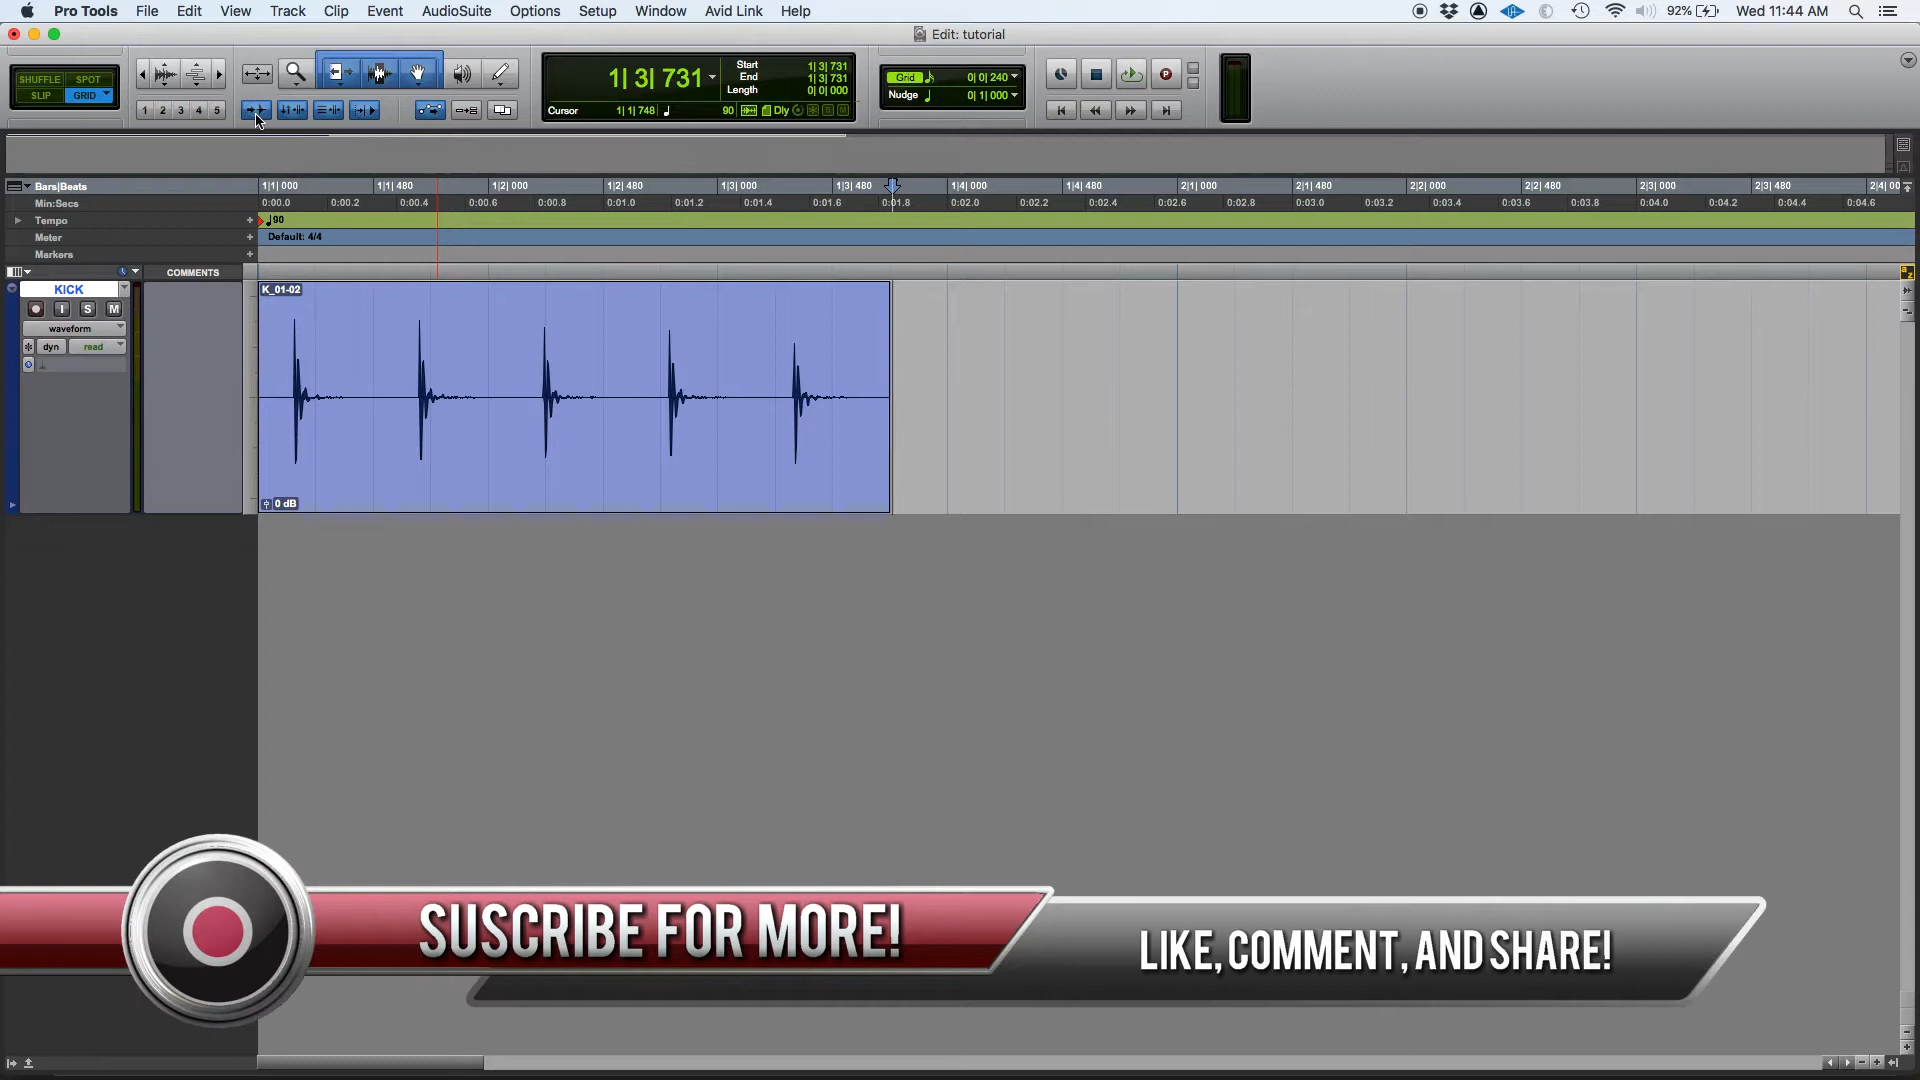 Pro Tools File Edit View Track Clip Event AudioSuite Options Setup Window Avid Link Help 92% Wed 11:44 AM
Edit: tutorial
SHUFFLE SPOT
SLIP GRID
1 2 3 4 5
1| 3| 731
Start 1| 3| 731
End 1| 3| 731
Length 0| 0| 000
Cursor 1| 1| 748 90 Dly
Grid 0| 0| 240
Nudge 0| 1| 000
Bars|Beats 1|1| 000 1|1| 480 1|2| 000 1|2| 480 1|3| 000 1|3| 480 1|4| 000 1|4| 480 2|1| 000 2|1| 480 2|2| 000 2|2| 480 2|3| 000 2|3| 480 2|4| 00
Min:Secs 0:00.0 0:00.2 0:00.4 0:00.6 0:00.8 0:01.0 0:01.2 0:01.4 0:01.6 0:01.8 0:02.0 0:02.2 0:02.4 0:02.6 0:02.8 0:03.0 0:03.2 0:03.4 0:03.6 0:03.8 0:04.0 0:04.2 0:04.4 0:04.6
Tempo 90
Meter Default: 4/4
Markers
COMMENTS
KICK
I S M
waveform
dyn read
K_01-02
0 dB
SUSCRIBE FOR MORE!
LIKE, COMMENT, AND SHARE!